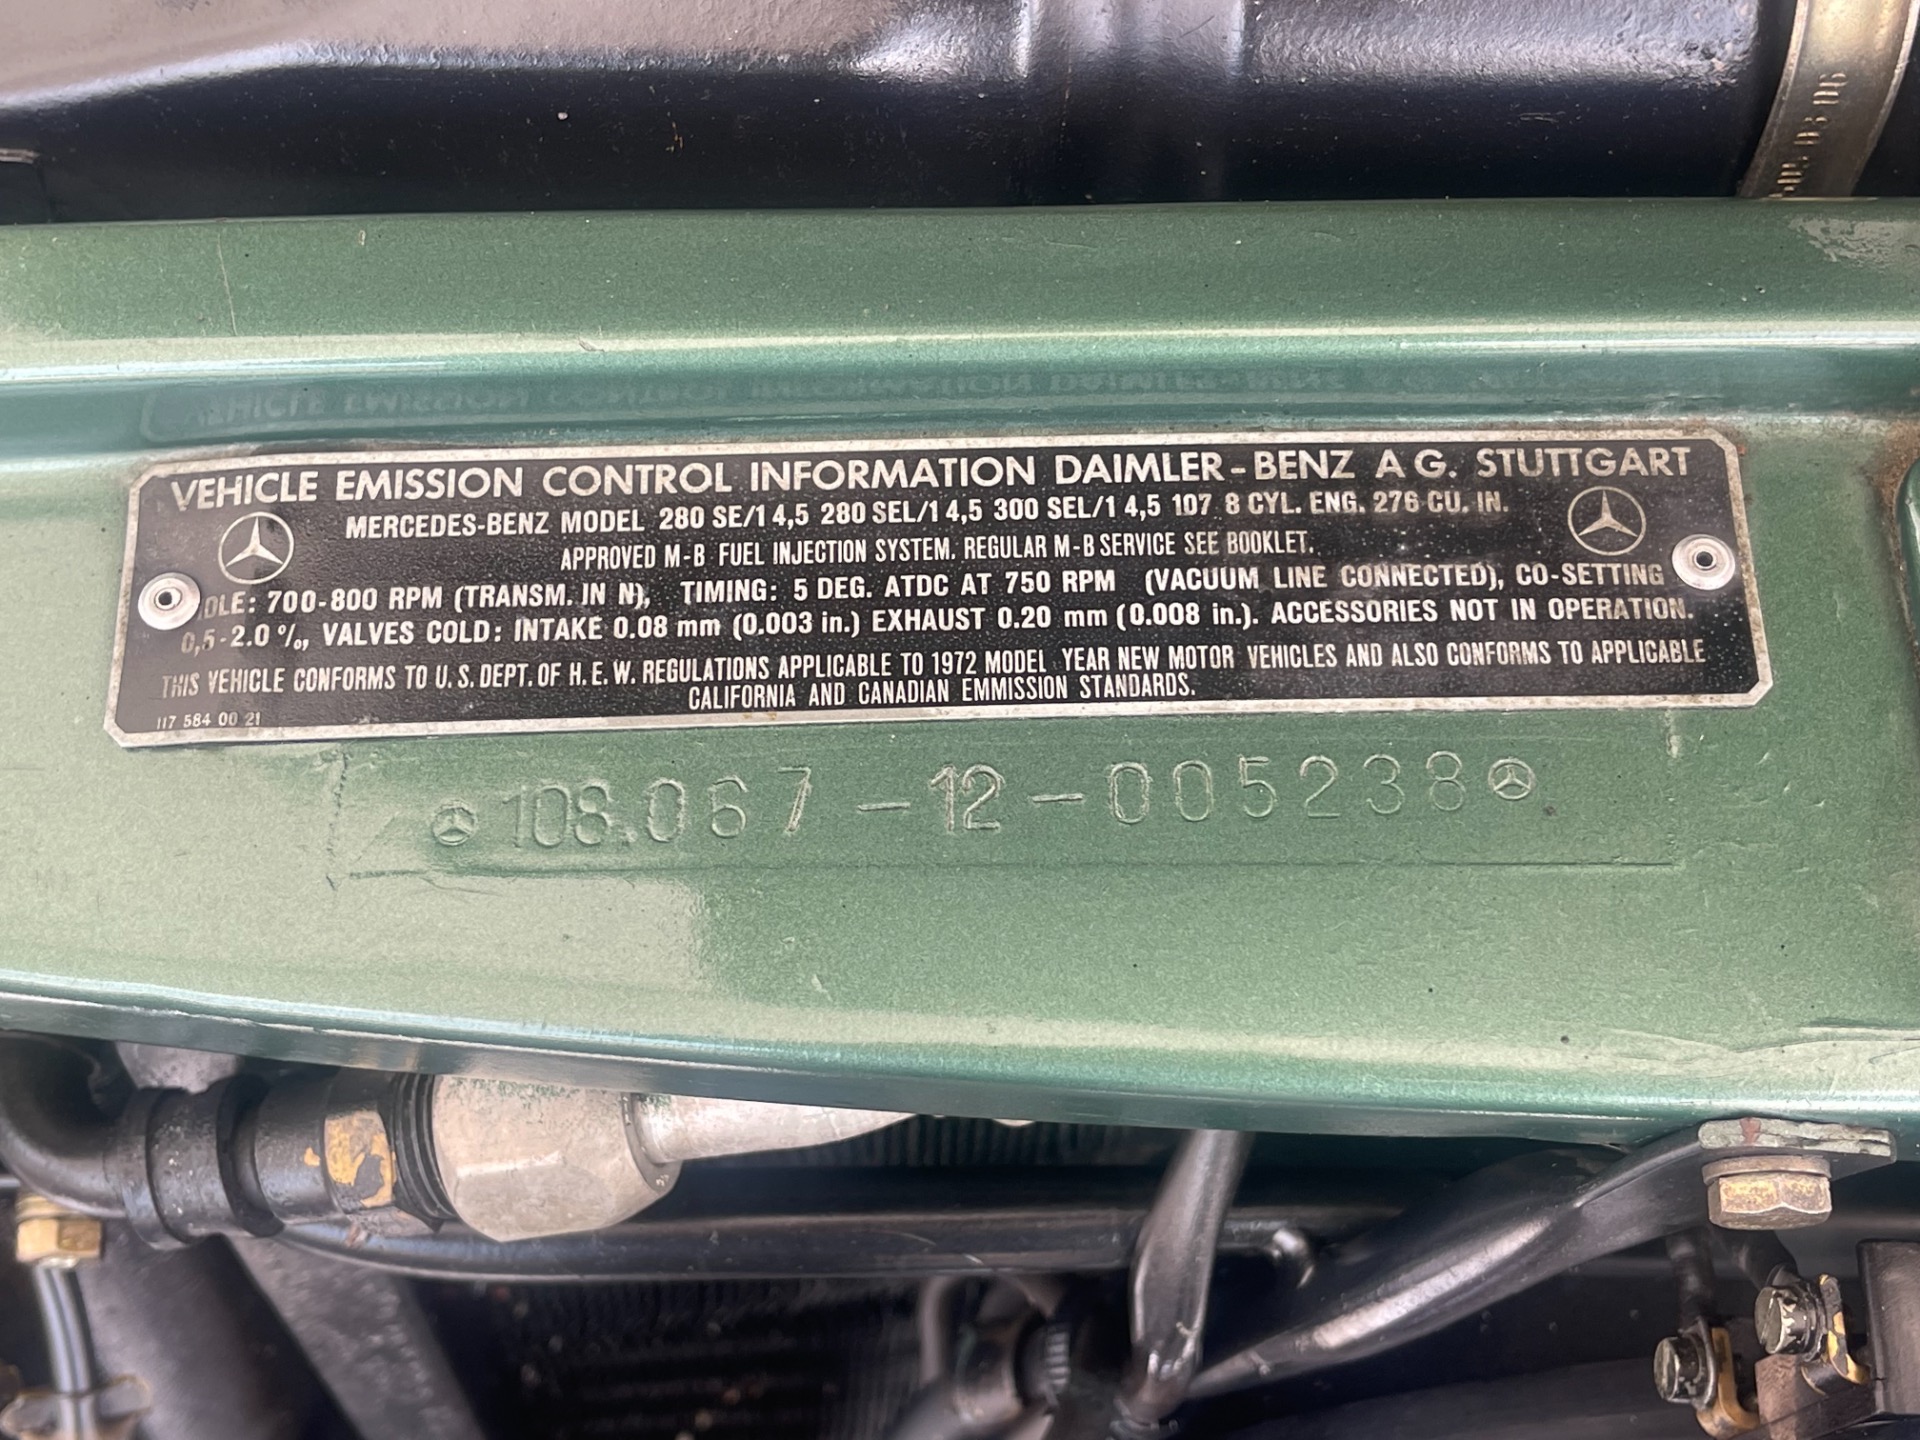 VEHICLE EMISSION CONTROL INFORMATION DAIMLER-BENZ A G. STUTTGART
MERCEDES-BENZ MODEL 280 SE/1 4,5 280 SEL/1 4,5 300 SEL/1 4,5 107 8 CYL. ENG. 276 CU. IN.
APPROVED M-B FUEL INJECTION SYSTEM. REGULAR M-B SERVICE SEE BOOKLET.
DLE: 700-800 RPM (TRANSM. IN N), TIMING: 5 DEG. ATDC AT 750 RPM (VACUUM LINE CONNECTED), CO-SETTING
0,5-2.0 %, VALVES COLD: INTAKE 0.08 mm (0.003 in.) EXHAUST 0.20 mm (0.008 in.). ACCESSORIES NOT IN OPERATION.
THIS VEHICLE CONFORMS TO U. S. DEPT. OF H. E. W. REGULATIONS APPLICABLE TO 1972 MODEL YEAR NEW MOTOR VEHICLES AND ALSO CONFORMS TO APPLICABLE
CALIFORNIA AND CANADIAN EMMISSION STANDARDS.
117 584 00 21
108.067-12-005238